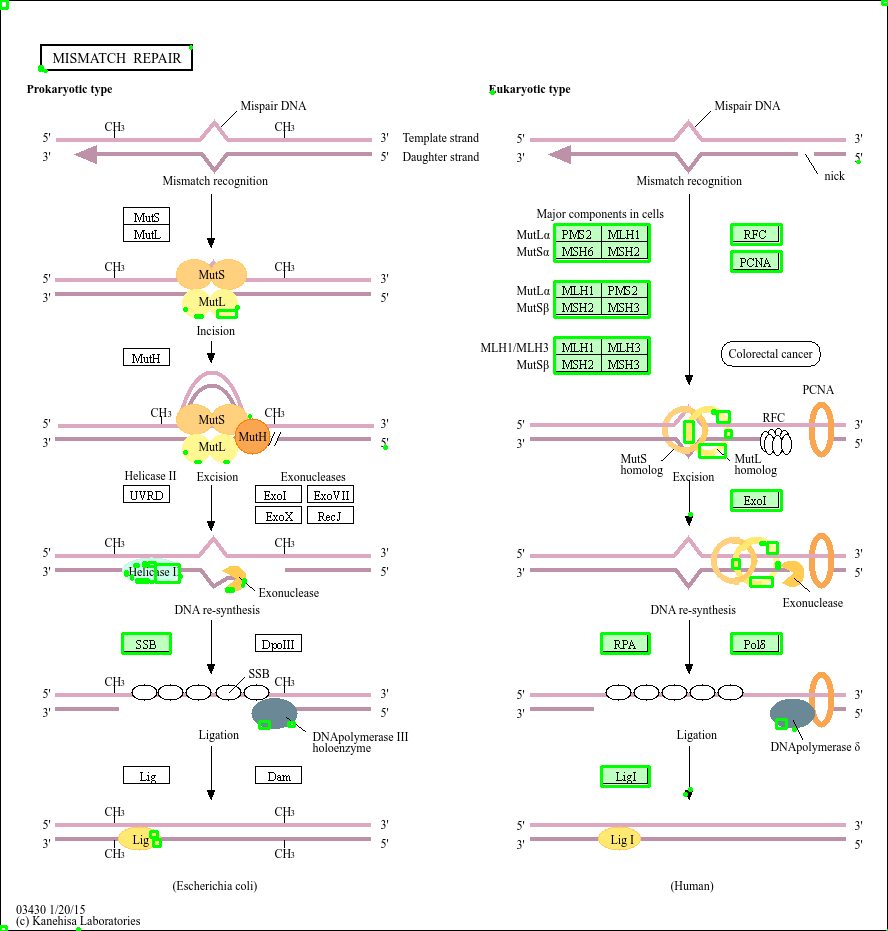 MISMATCH REPAIR
Prokaryotic type
Mispair DNA
CH3
CH3
5'
3'
3'
5'
Template strand
Daughter strand
Mismatch recognition
MutS
MutL
CH3
CH3
MutS
5'
3'
3'
5'
MutL
Incision
MutH
CH3
CH3
MutS
5'
3'
MutH
3'
5'
MutL
Helicase II
Excision
Exonucleases
UVRD
ExoI
ExoVII
ExoX
RecJ
CH3
CH3
5'
3'
3'
Helicase I
5'
Exonuclease
DNA re-synthesis
SSB
DpoIII
SSB
CH3
CH3
5'
3'
3'
5'
Ligation
DNApolymerase III
holoenzyme
Lig
Dam
CH3
CH3
5'
3'
3'
Lig
5'
CH3
CH3
(Escherichia coli)
03430 1/20/15
(c) Kanehisa Laboratories
Eukaryotic type
Mispair DNA
5'
3'
3'
5'
nick
Mismatch recognition
Major components in cells
MutLα PMS2 MLH1
MutSα MSH6 MSH2
RFC
PCNA
MutLα MLH1 PMS2
MutSβ MSH2 MSH3
MLH1/MLH3 MLH1 MLH3
MutSβ MSH2 MSH3
Colorectal cancer
PCNA
RFC
5'
3'
3'
5'
MutS
homolog
MutL
homolog
Excision
ExoI
5'
3'
3'
5'
Exonuclease
DNA re-synthesis
RPA
Polδ
5'
3'
3'
5'
Ligation
DNApolymerase δ
LigI
5'
3'
3'
Lig I
5'
(Human)